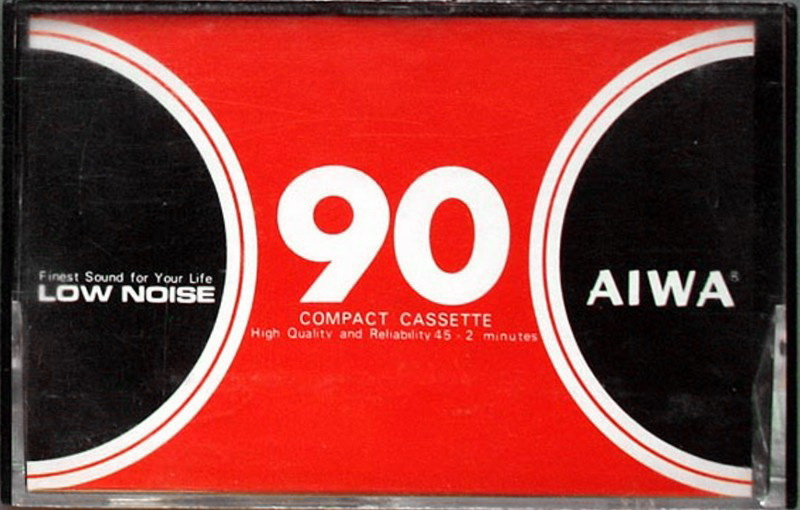 Finest Sound for Your Life
LOW NOISE
90
COMPACT CASSETTE
High Quality and Reliability 45 · 2 minutes
AIWA®